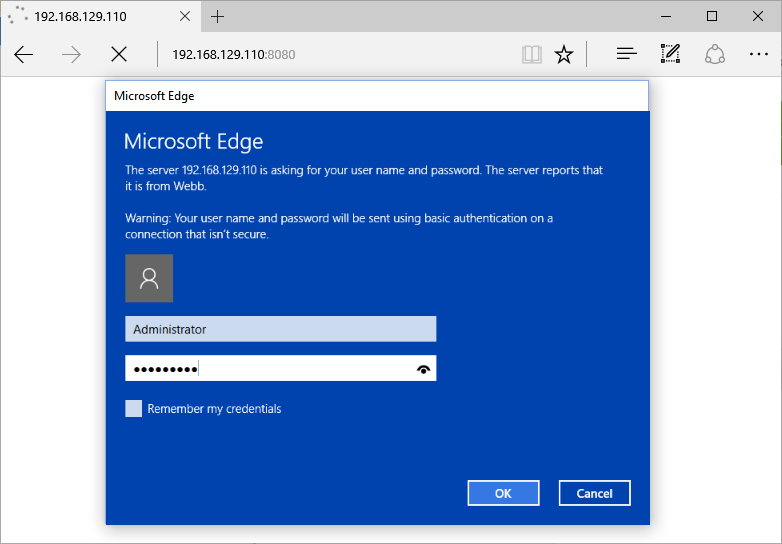 192.168.129.110
192.168.129.110:8080
Microsoft Edge
Microsoft Edge
The server 192.168.129.110 is asking for your user name and password. The server reports that
it is from Webb.
Warning: Your user name and password will be sent using basic authentication on a
connection that isn't secure.
Administrator
•••••••••
Remember my credentials
OK
Cancel